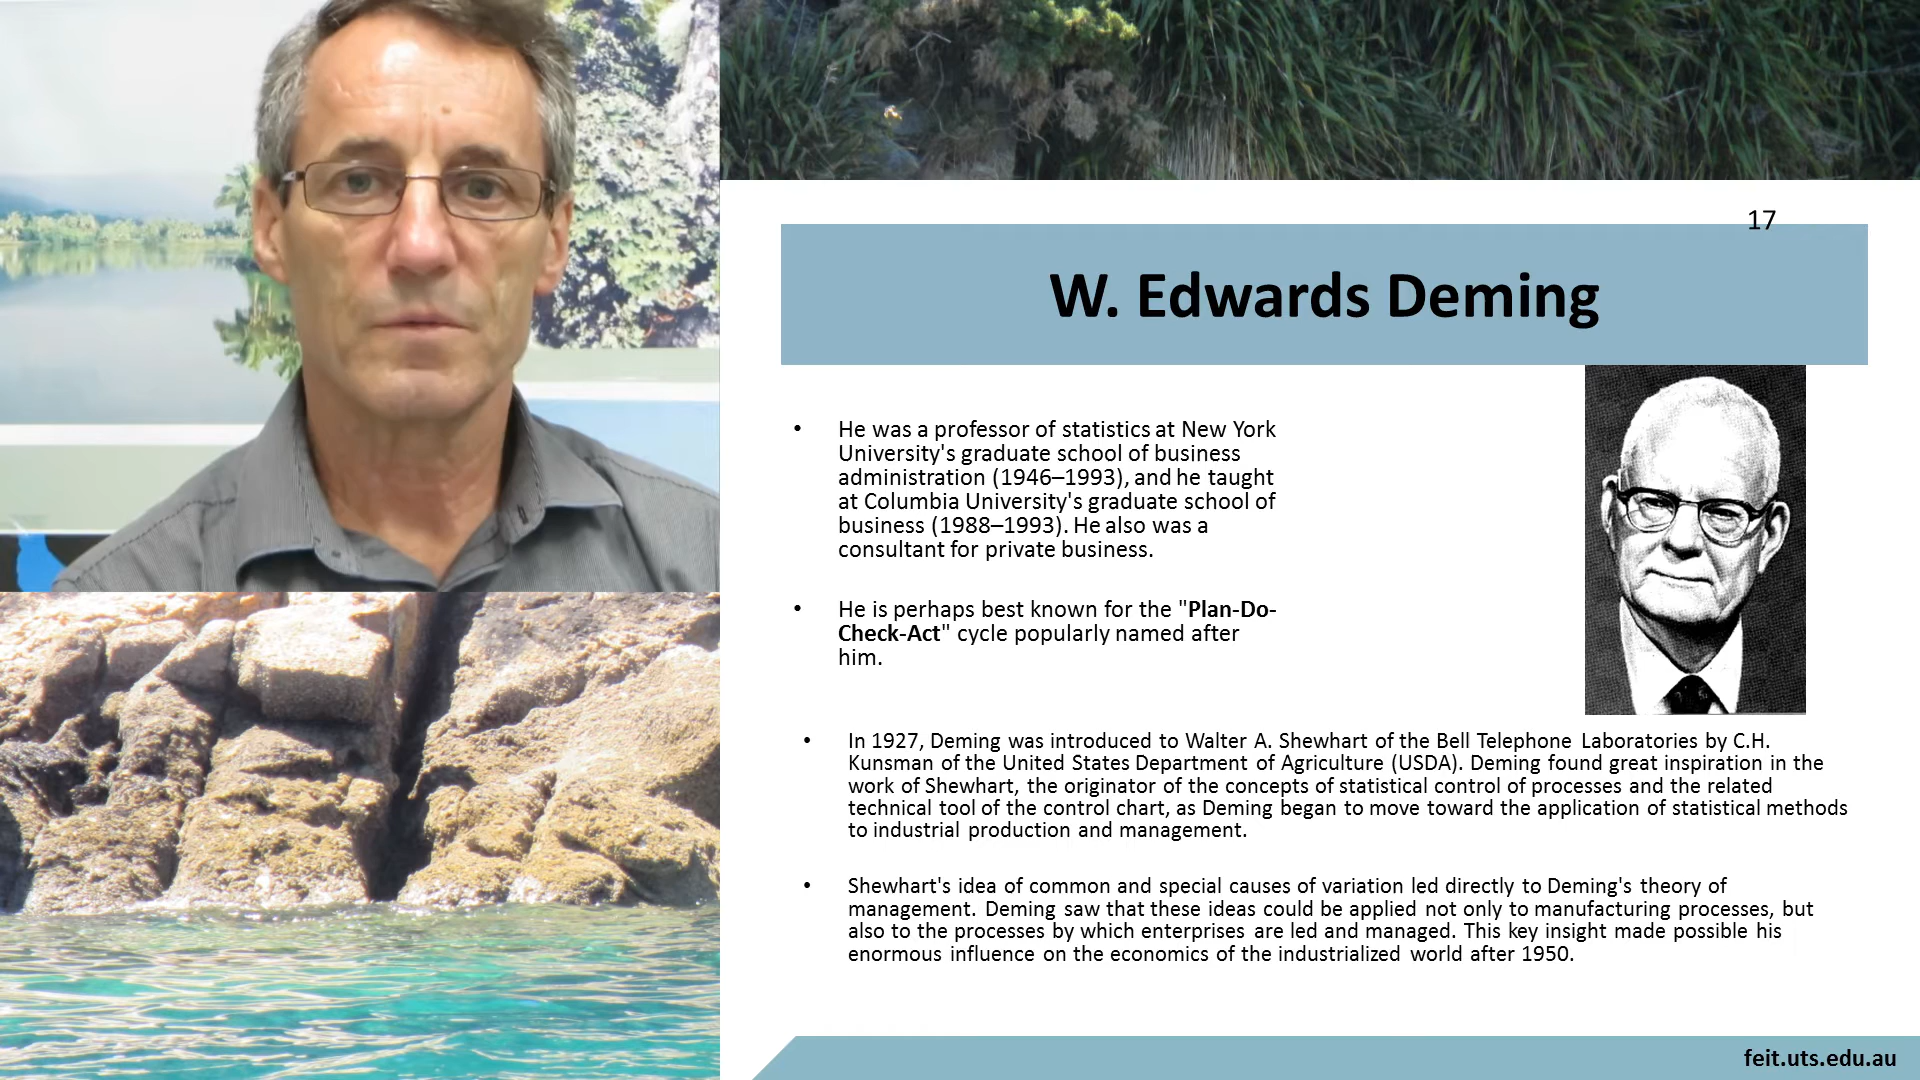 17
W. Edwards Deming
• He was a professor of statistics at New York
University's graduate school of business
administration (1946–1993), and he taught
at Columbia University's graduate school of
business (1988–1993). He also was a
consultant for private business.
• He is perhaps best known for the "Plan-Do-
Check-Act" cycle popularly named after
him.
• In 1927, Deming was introduced to Walter A. Shewhart of the Bell Telephone Laboratories by C.H.
Kunsman of the United States Department of Agriculture (USDA). Deming found great inspiration in the
work of Shewhart, the originator of the concepts of statistical control of processes and the related
technical tool of the control chart, as Deming began to move toward the application of statistical methods
to industrial production and management.
• Shewhart's idea of common and special causes of variation led directly to Deming's theory of
management. Deming saw that these ideas could be applied not only to manufacturing processes, but
also to the processes by which enterprises are led and managed. This key insight made possible his
enormous influence on the economics of the industrialized world after 1950.
feit.uts.edu.au